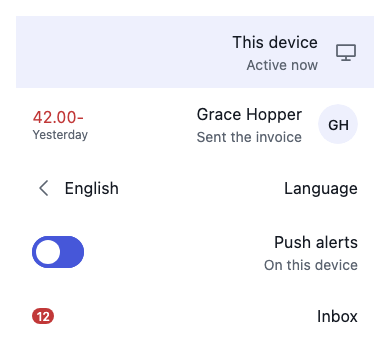 This device
Active now
GH
Grace Hopper
Sent the invoice
42.00-
Yesterday
Language
English
Push alerts
On this device
Inbox
12